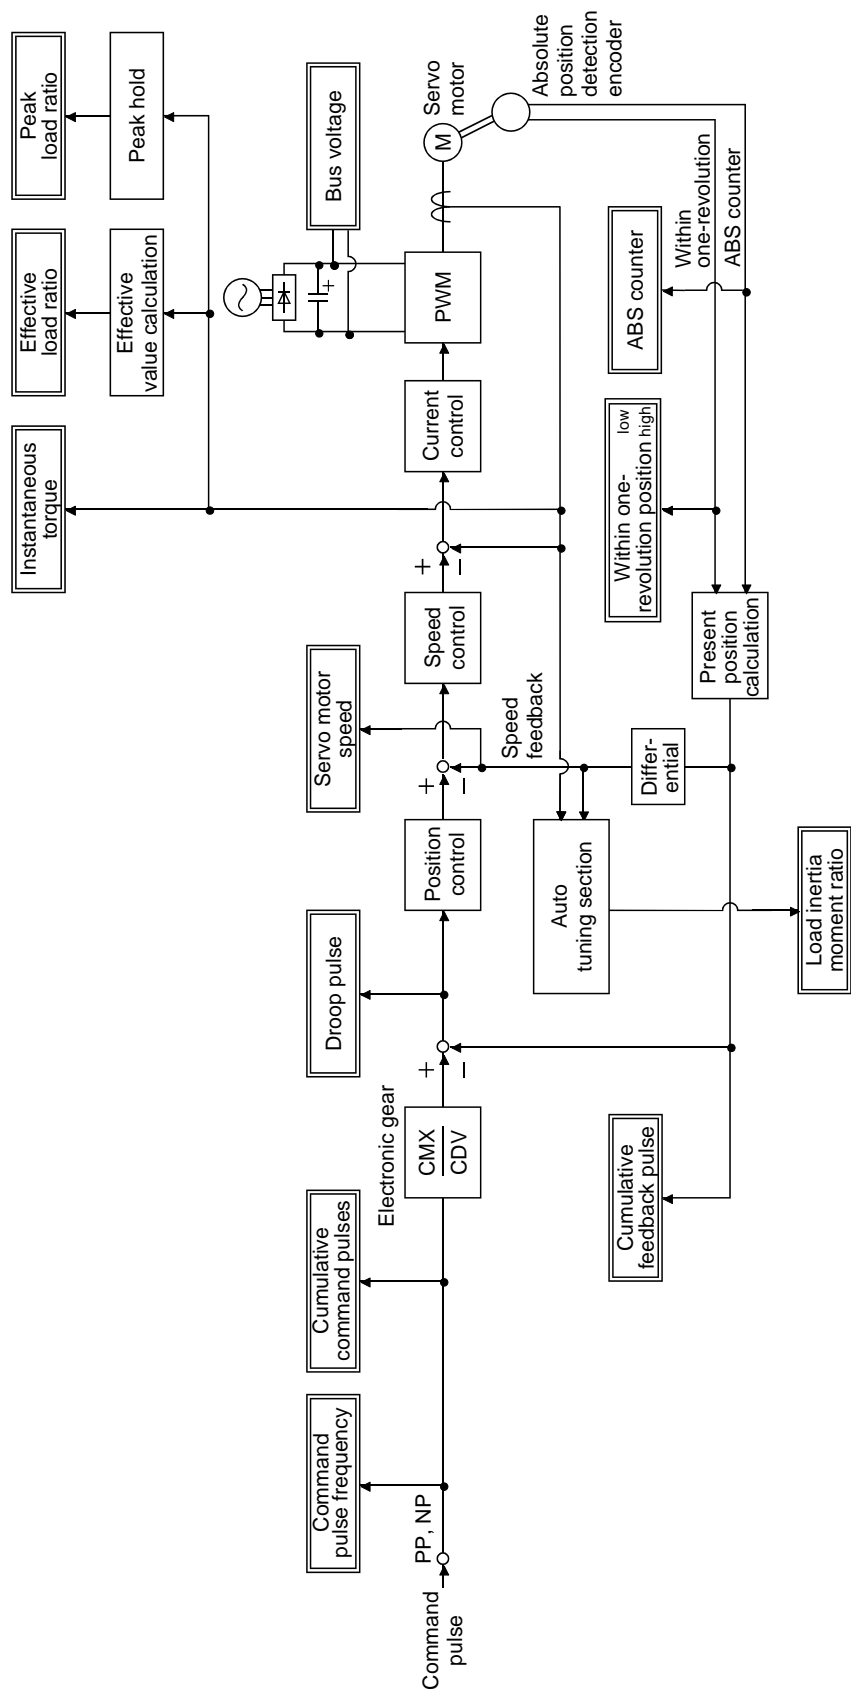 Command
pulse
PP, NP
Command
pulse frequency
Cumulative
command pulses
Electronic gear
CMX
CDV
+
−
Droop pulse
Position
control
+
−
Servo motor
speed
Speed
control
+
−
Current
control
PWM
Servo
motor
M
Bus voltage
+
Instantaneous
torque
Effective
load ratio
Effective
value calculation
Peak
load ratio
Peak hold
Absolute
position
detection
encoder
Speed
feedback
Auto
tuning section
Differ-
ential
Load inertia
moment ratio
Cumulative
feedback pulse
Present
position
calculation
Within one-
revolution position
low
high
ABS counter
Within
one-revolution
ABS counter